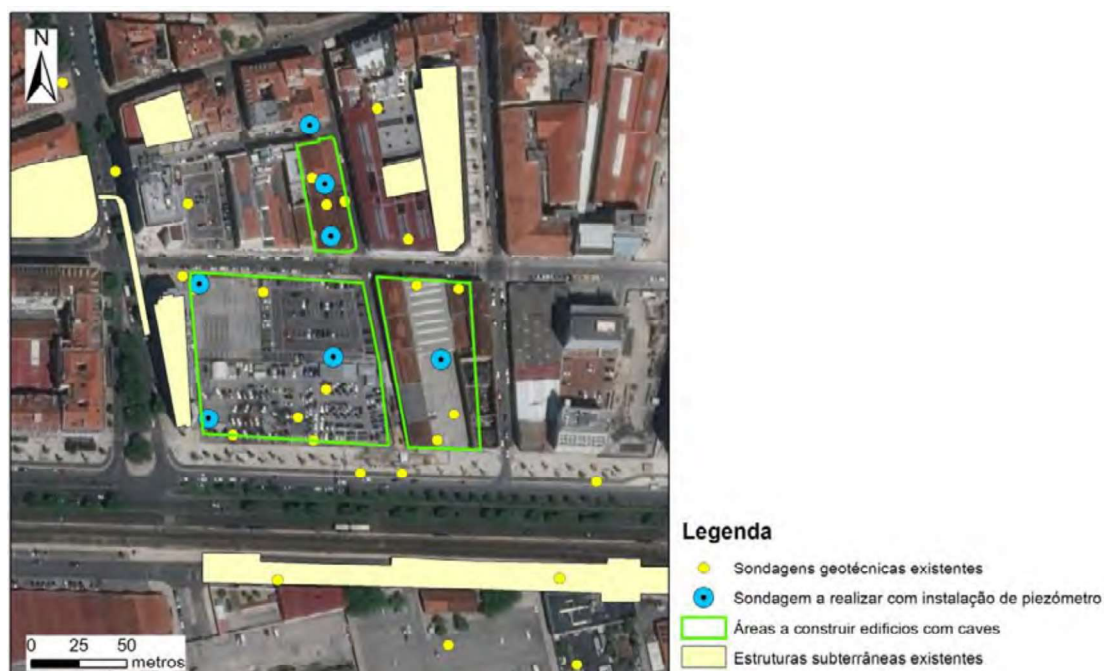 N
Legenda
Sondagens geotécnicas existentes
Sondagem a realizar com instalação de piezómetro
Áreas a construir edificios com caves
Estruturas subterrâneas existentes
0 25 50
metros